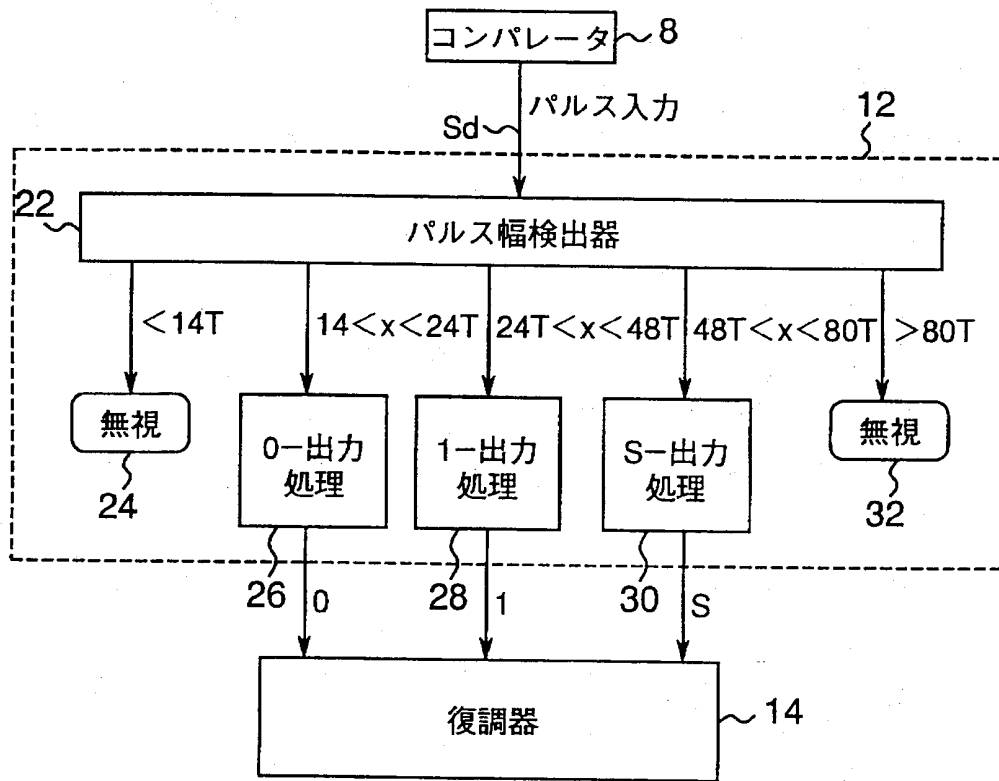 コンパレータ 8
パルス入力
Sd
12
22
パルス幅検出器
<14T
14<x<24T
24T<x<48T
48T<x<80T
>80T
無視
24
0−出力
処理
26
1−出力
処理
28
S−出力
処理
30
無視
32
0
1
S
復調器
14